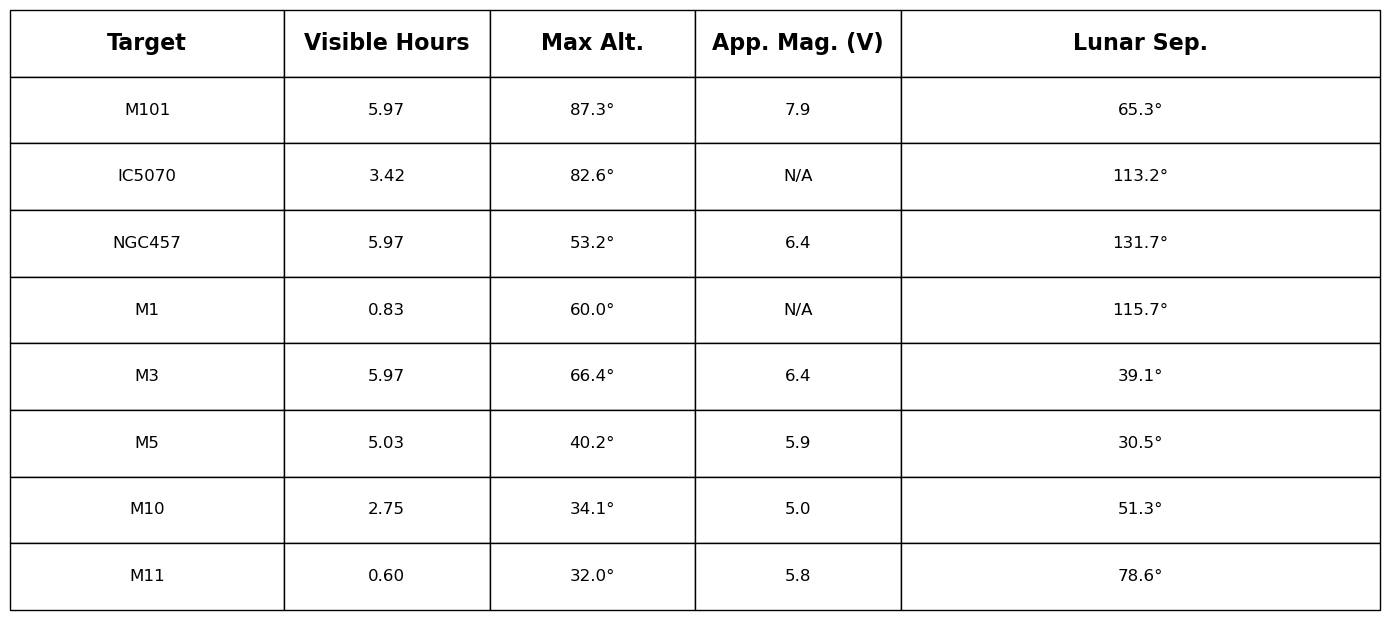 Target Visible Hours Max Alt. App. Mag. (V) Lunar Sep.
M101 5.97 87.3° 7.9 65.3°
IC5070 3.42 82.6° N/A 113.2°
NGC457 5.97 53.2° 6.4 131.7°
M1 0.83 60.0° N/A 115.7°
M3 5.97 66.4° 6.4 39.1°
M5 5.03 40.2° 5.9 30.5°
M10 2.75 34.1° 5.0 51.3°
M11 0.60 32.0° 5.8 78.6°